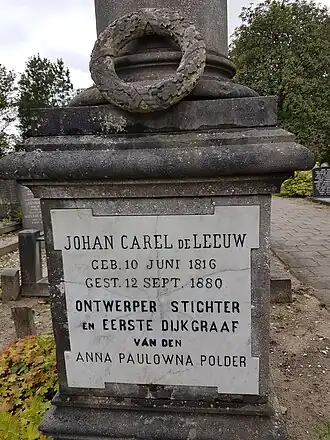 JOHAN CAREL DE LEEUW
GEB. 10 JUNI 1816
GEST. 12 SEPT. 1880
ONTWERPER STICHTER
EN EERSTE DIJKGRAAF
VAN DEN
ANNA PAULOWNA POLDER